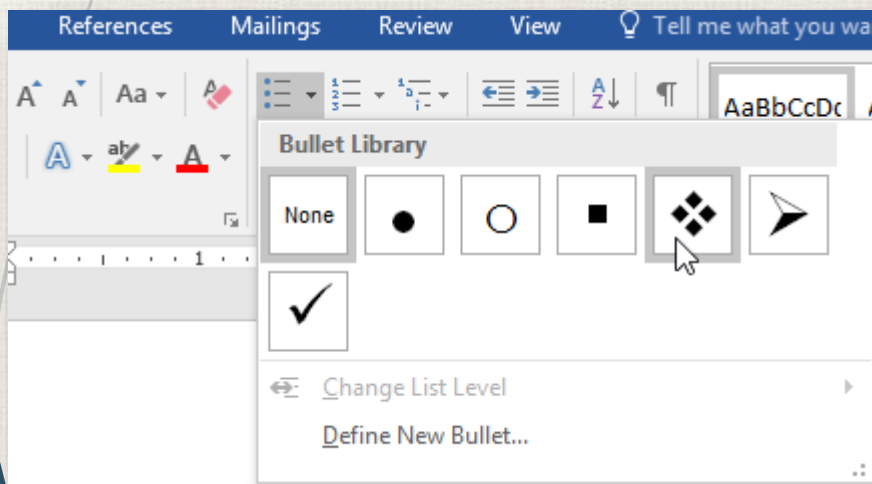 References Mailings Review View Tell me what you wa
A A Aa A Z ¶ AaBbCcDc
A ab A
Bullet Library
None
1
Change List Level
Define New Bullet...